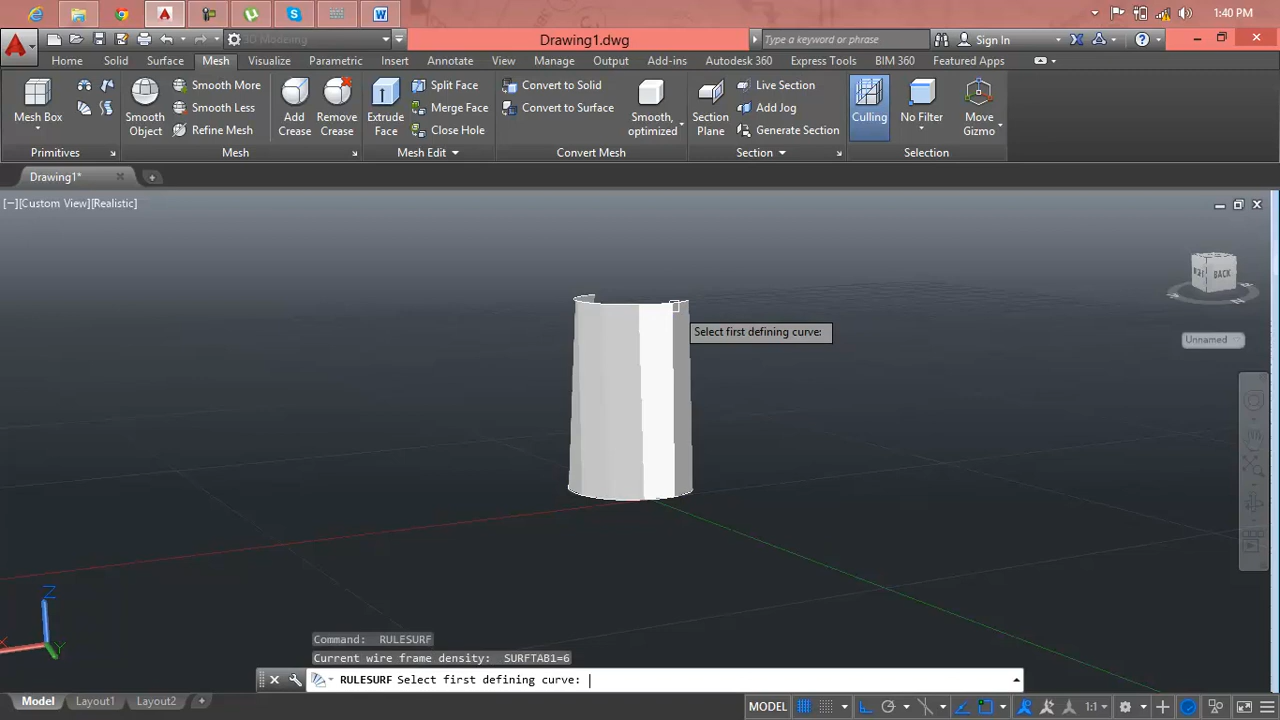 1:40 PM
3D Modeling
Drawing1.dwg
Type a keyword or phrase
Sign In
Home Solid Surface Mesh Visualize Parametric Insert Annotate View Manage Output Add-ins Autodesk 360 Express Tools BIM 360 Featured Apps
Mesh Box
Smooth Object
Smooth More
Smooth Less
Refine Mesh
Add Crease
Remove Crease
Extrude Face
Split Face
Merge Face
Close Hole
Convert to Solid
Convert to Surface
Smooth, optimized
Section Plane
Live Section
Add Jog
Generate Section
Culling
No Filter
Move Gizmo
Primitives Mesh Mesh Edit Convert Mesh Section Selection
Drawing1*
[−][Custom View][Realistic]
BACK
Select first defining curve:
Unnamed
Z
X
Y
Command: RULESURF
Current wire frame density: SURFTAB1=6
RULESURF Select first defining curve:
Model Layout1 Layout2 +
MODEL
1:1